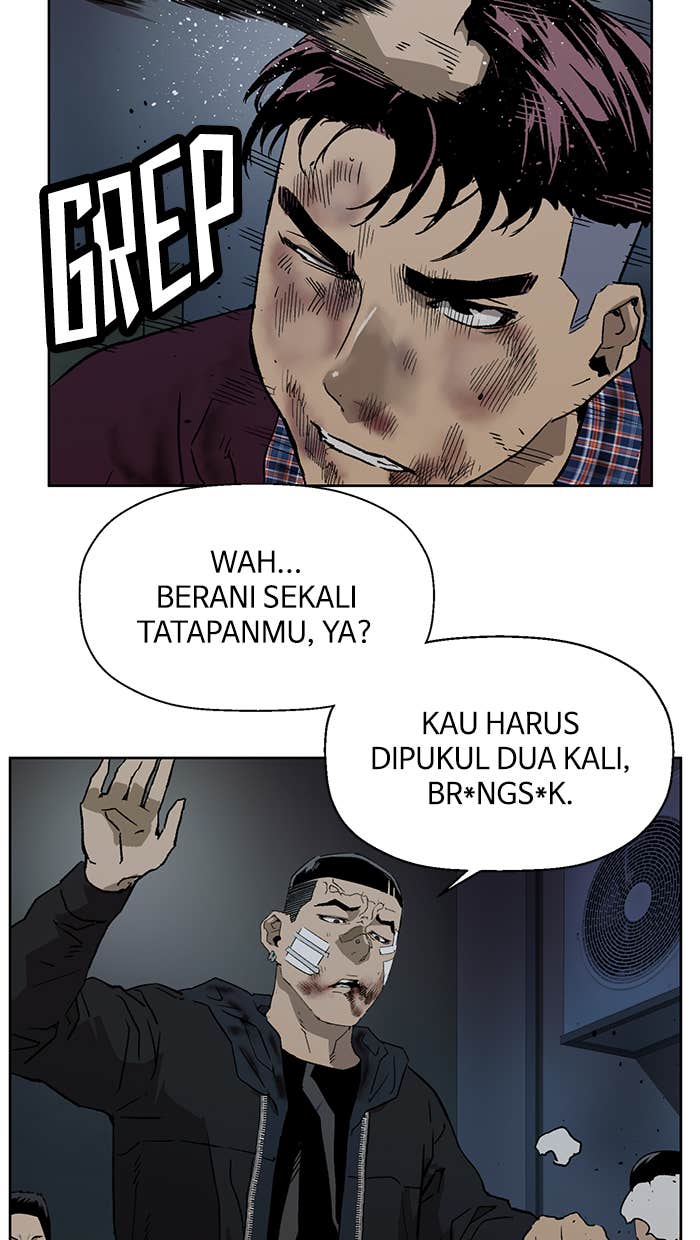 GREP
WAH...
BERANI SEKALI
TATAPANMU, YA?
KAU HARUS
DIPUKUL DUA KALI,
BR*NGS*K.